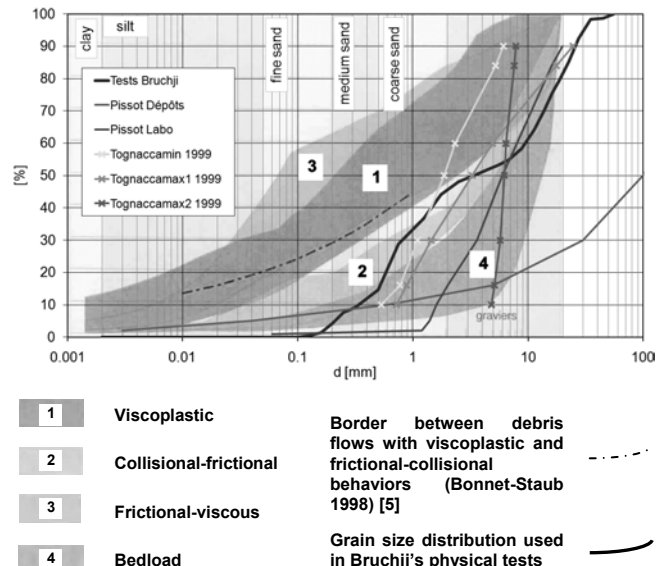 100
90
80
70
60
50
40
30
20
10
0
[%]
clay
silt
fine sand
medium sand
coarse sand
Tests Bruchji
Pissot Dépôts
Pissot Labo
Tognaccamin 1999
Tognaccamax1 1999
Tognaccamax2 1999
3
1
2
4
graviers
0.001
0.01
0.1
1
10
100
d [mm]
1 Viscoplastic
2 Collisional-frictional
3 Frictional-viscous
4 Bedload
Border between debris
flows with viscoplastic and
frictional-collisional
behaviors (Bonnet-Staub
1998) [5]
Grain size distribution used
in Bruchji's physical tests